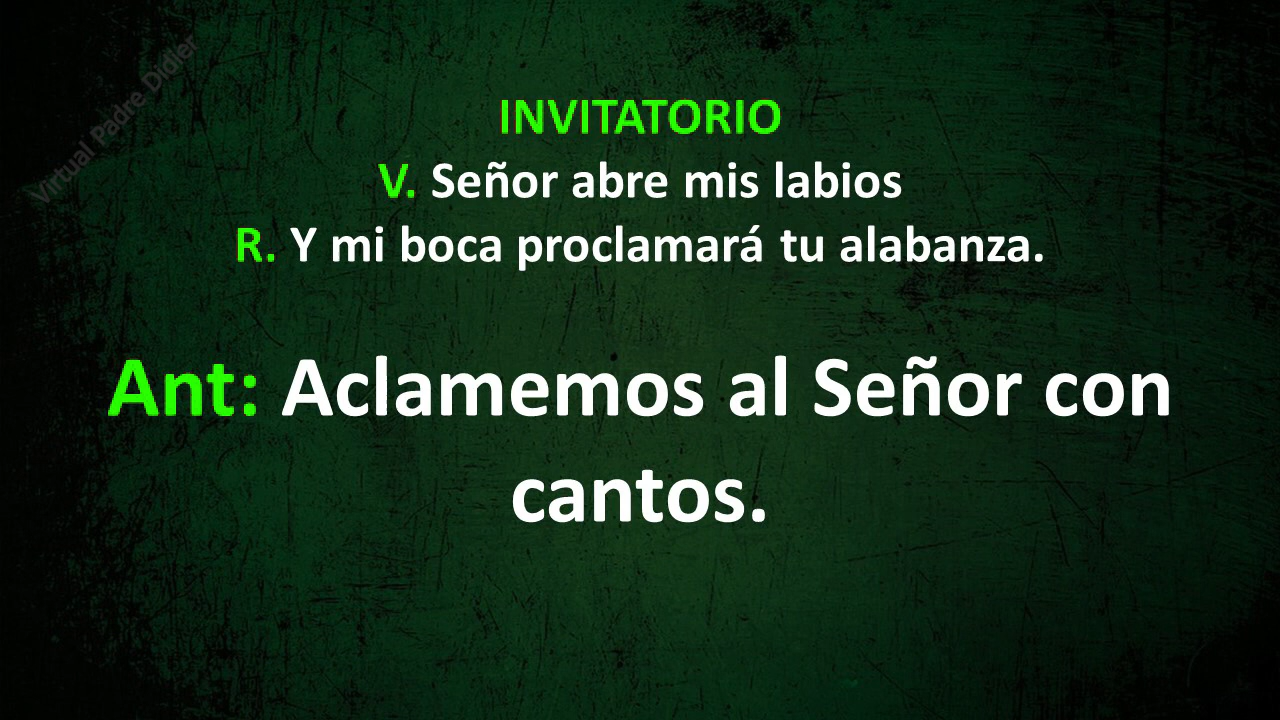 Virtual Padre Didier
INVITATORIO
V. Señor abre mis labios
R. Y mi boca proclamará tu alabanza.
Ant: Aclamemos al Señor con
cantos.